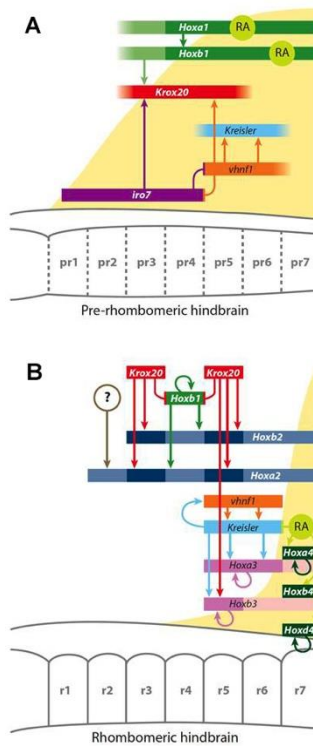 A
Hoxa1 RA
Hoxb1 RA
Krox20
Kreisler
vhnf1
iro7
pr1 pr2 pr3 pr4 pr5 pr6 pr7
Pre-rhombomeric hindbrain
B
Krox20 Krox20
? Hoxb1
Hoxb2
Hoxa2
vhnf1
Kreisler RA
Hoxa4
Hoxa3
Hoxb4
Hoxb3
Hoxd4
r1 r2 r3 r4 r5 r6 r7
Rhombomeric hindbrain